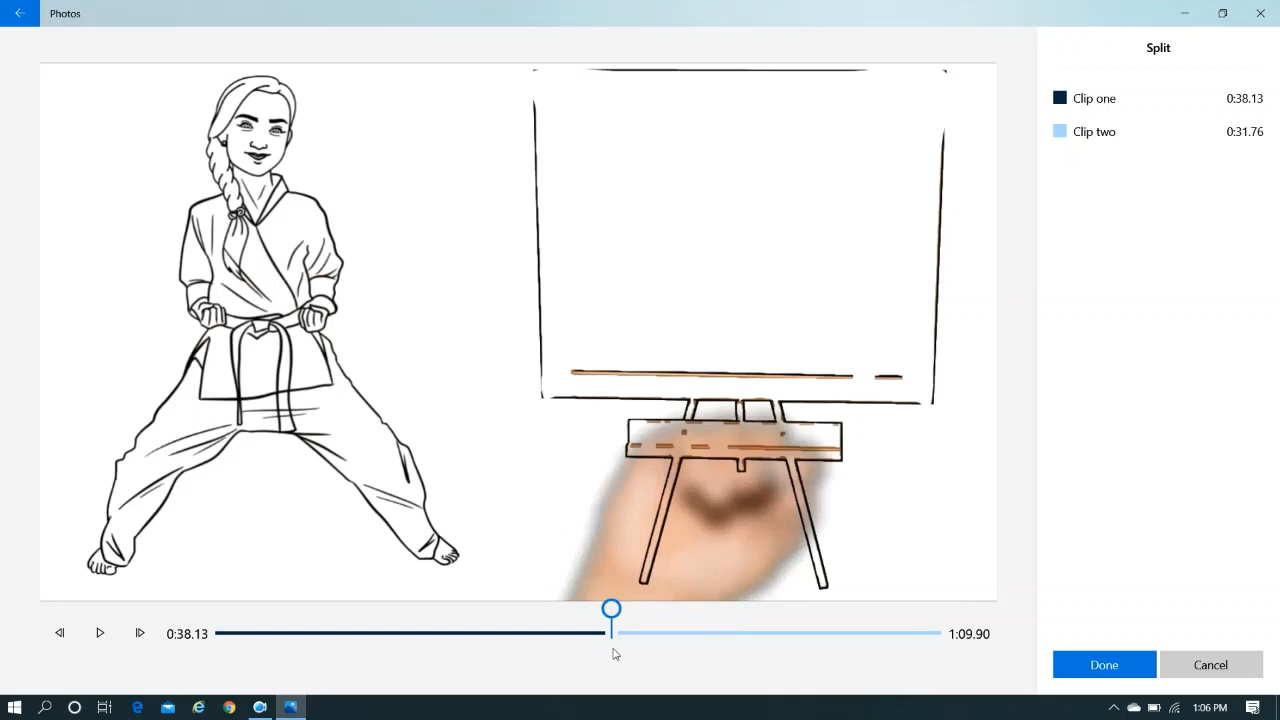 Photos
Split
Clip one 0:38.13
Clip two 0:31.76
0:38.13 1:09.90
Done Cancel
1:06 PM